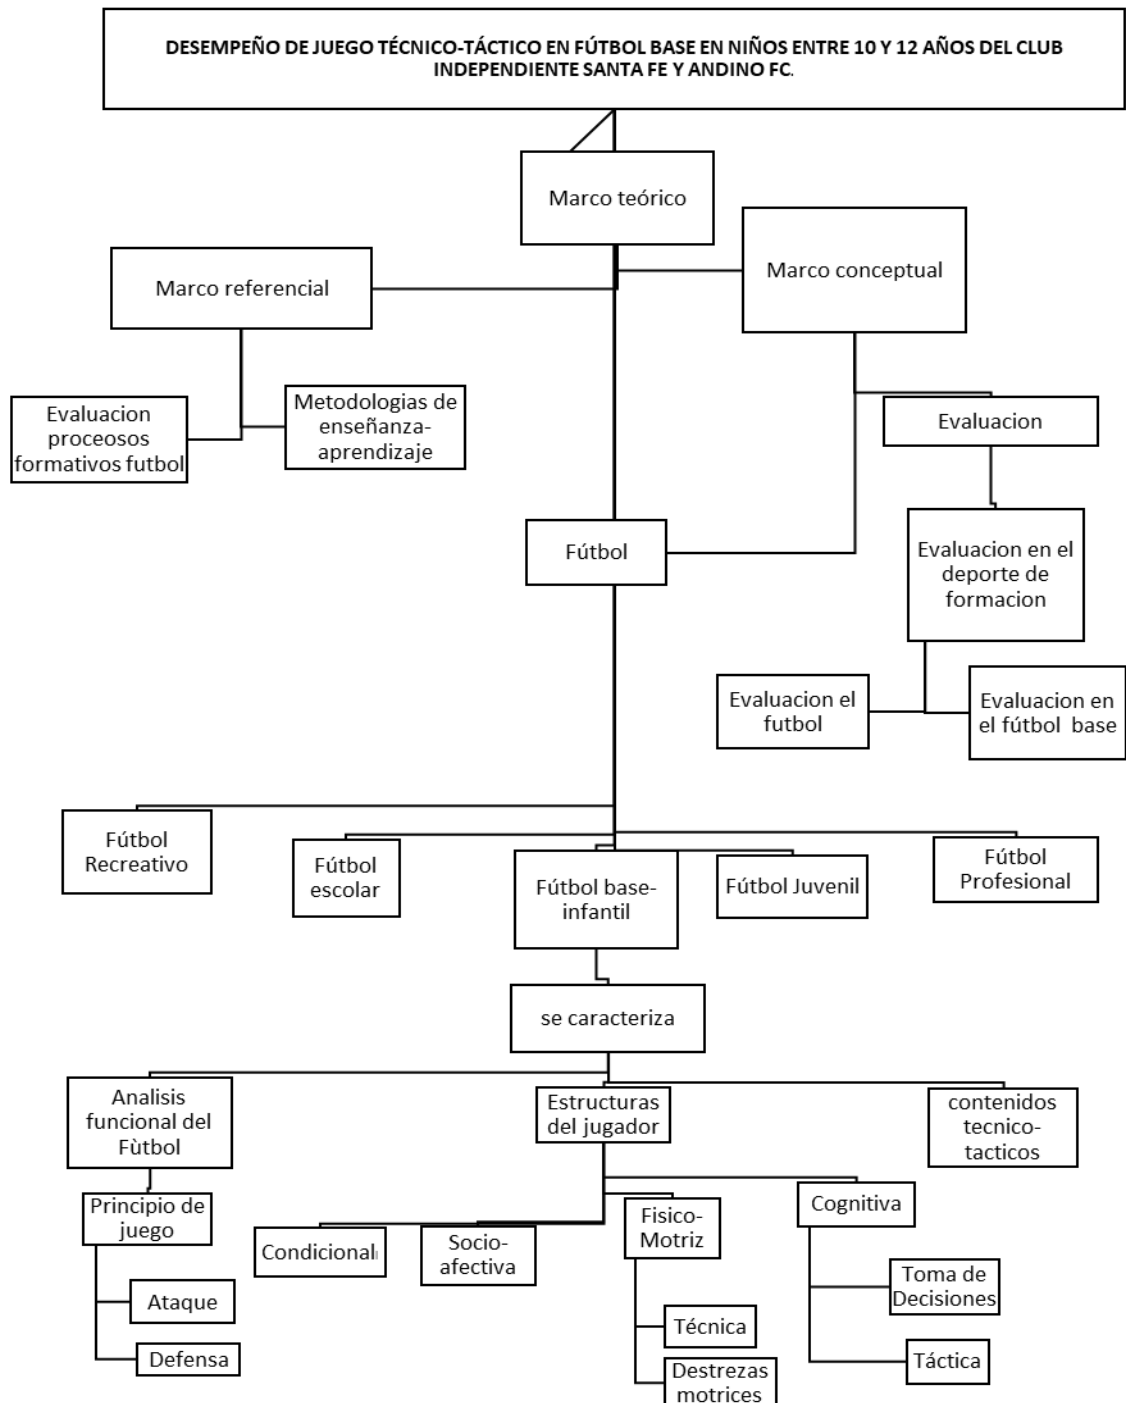 DESEMPEÑO DE JUEGO TÉCNICO-TÁCTICO EN FÚTBOL BASE EN NIÑOS ENTRE 10 Y 12 AÑOS DEL CLUB
INDEPENDIENTE SANTA FE Y ANDINO FC.
Marco teórico
Marco referencial
Marco conceptual
Evaluacion
proceosos
formativos futbol
Metodologias de
enseñanza-
aprendizaje
Evaluacion
Fútbol
Evaluacion en el
deporte de
formacion
Evaluacion el
futbol
Evaluacion en
el fútbol base
Fútbol
Recreativo
Fútbol
escolar
Fútbol base-
infantil
Fútbol Juvenil
Fútbol
Profesional
se caracteriza
Analisis
funcional del
Fùtbol
Estructuras
del jugador
contenidos
tecnico-
tacticos
Principio de
juego
Ataque
Defensa
Condicional
Socio-
afectiva
Fisico-
Motriz
Técnica
Destrezas
motrices
Cognitiva
Toma de
Decisiones
Táctica